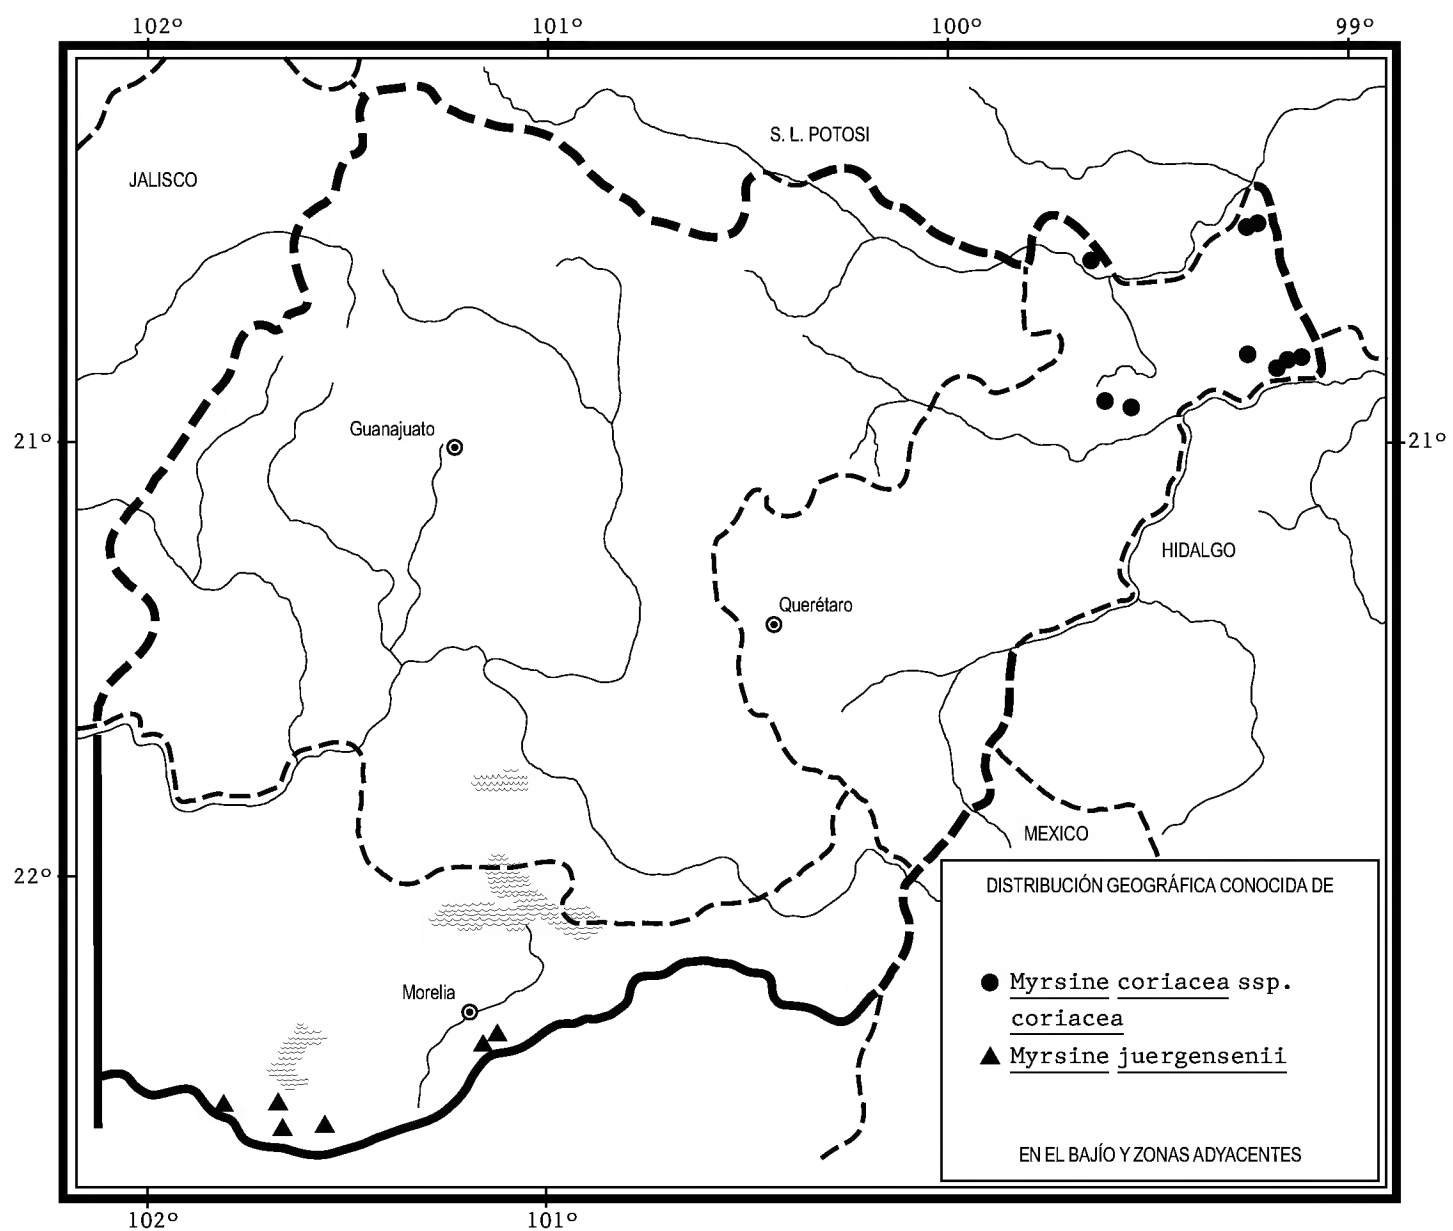 102º 101º 100º 99º
S. L. POTOSI
JALISCO
Guanajuato
21º 21º
HIDALGO
Querétaro
MEXICO
22º
DISTRIBUCIÓN GEOGRÁFICA CONOCIDA DE
Myrsine coriacea ssp.
coriacea
Myrsine juergensenii
EN EL BAJÍO Y ZONAS ADYACENTES
Morelia
102º 101º